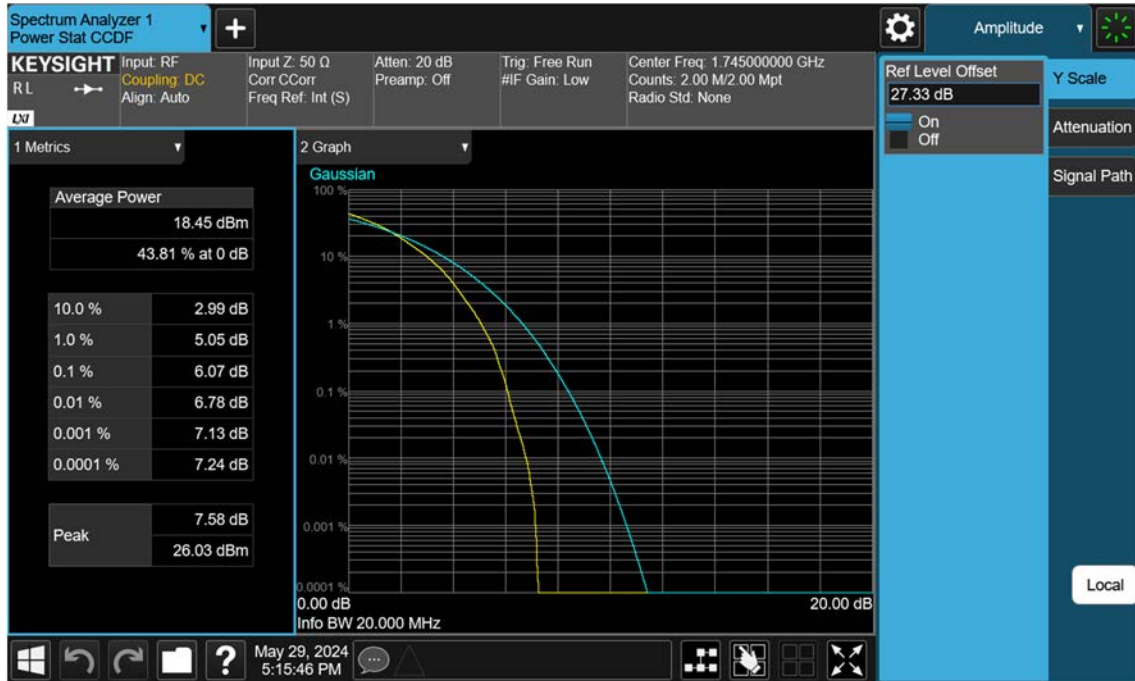 Spectrum Analyzer 1
Power Stat CCDF
Amplitude
KEYSIGHT
R L
LXI
Input: RF
Coupling: DC
Align: Auto
Input Z: 50 Ω
Corr CCorr
Freq Ref: Int (S)
Atten: 20 dB
Preamp: Off
Trig: Free Run
#IF Gain: Low
Center Freq: 1.745000000 GHz
Counts: 2.00 M/2.00 Mpt
Radio Std: None
Ref Level Offset
27.33 dB
On
Off
Y Scale
Attenuation
Signal Path
1 Metrics
Average Power
18.45 dBm
43.81 % at 0 dB
10.0 % 2.99 dB
1.0 % 5.05 dB
0.1 % 6.07 dB
0.01 % 6.78 dB
0.001 % 7.13 dB
0.0001 % 7.24 dB
Peak
7.58 dB
26.03 dBm
2 Graph
Gaussian
100 %
10 %
1 %
0.1 %
0.01 %
0.001 %
0.0001 %
0.00 dB 20.00 dB
Info BW 20.000 MHz
Local
?
May 29, 2024
5:15:46 PM